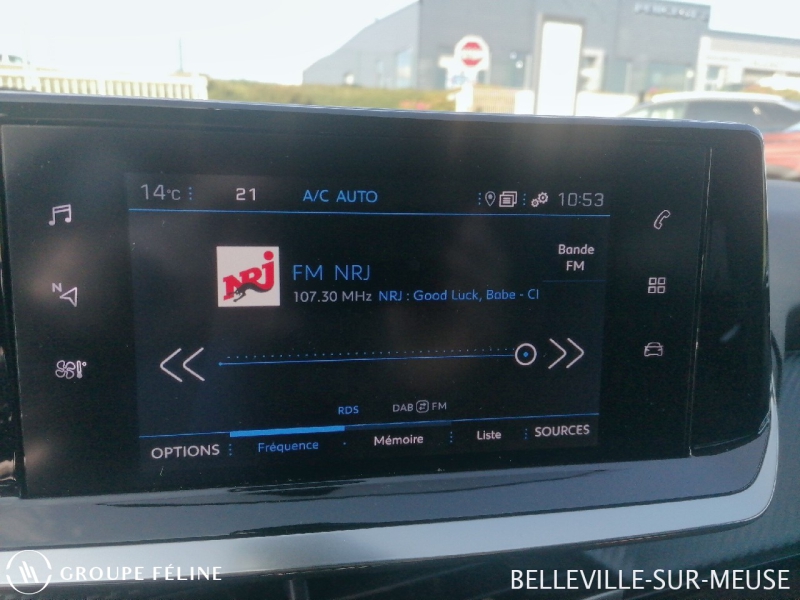 14°C 21 A/C AUTO 10:53
N
NRJ
FM NRJ
Bande
FM
107.30 MHz NRJ : Good Luck, Babe - Cl
RDS DAB FM
OPTIONS Fréquence Mémoire Liste SOURCES
GROUPE FÉLINE
BELLEVILLE-SUR-MEUSE